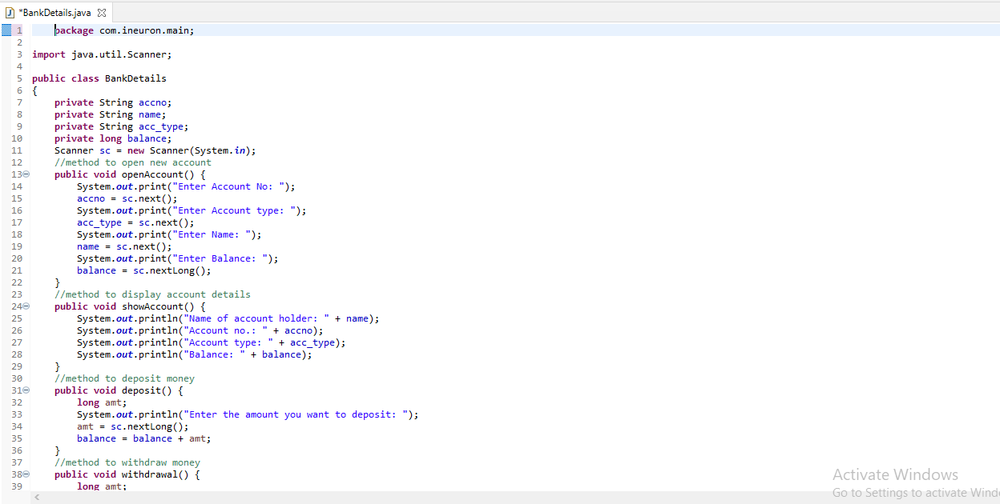 *BankDetails.java
1 package com.ineuron.main;
2
3 import java.util.Scanner;
4
5 public class BankDetails
6 {
7 private String accno;
8 private String name;
9 private String acc_type;
10 private long balance;
11 Scanner sc = new Scanner(System.in);
12 //method to open new account
13 public void openAccount() {
14 System.out.print("Enter Account No: ");
15 accno = sc.next();
16 System.out.print("Enter Account type: ");
17 acc_type = sc.next();
18 System.out.print("Enter Name: ");
19 name = sc.next();
20 System.out.print("Enter Balance: ");
21 balance = sc.nextLong();
22 }
23 //method to display account details
24 public void showAccount() {
25 System.out.println("Name of account holder: " + name);
26 System.out.println("Account no.: " + accno);
27 System.out.println("Account type: " + acc_type);
28 System.out.println("Balance: " + balance);
29 }
30 //method to deposit money
31 public void deposit() {
32 long amt;
33 System.out.println("Enter the amount you want to deposit: ");
34 amt = sc.nextLong();
35 balance = balance + amt;
36 }
37 //method to withdraw money
38 public void withdrawal() {
39 long amt;
Activate Windows
Go to Settings to activate Wind